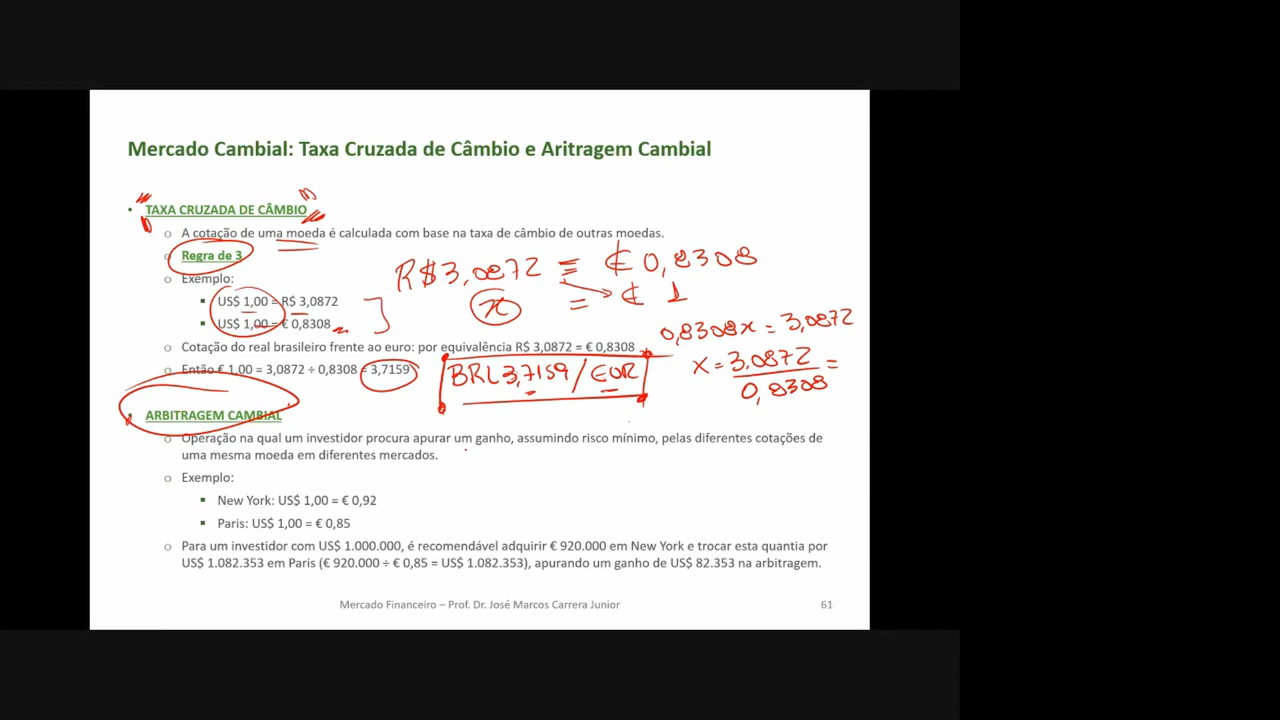 Mercado Cambial: Taxa Cruzada de Câmbio e Aritragem Cambial
• TAXA CRUZADA DE CÂMBIO
o A cotação de uma moeda é calculada com base na taxa de câmbio de outras moedas.
o Regra de 3
R$3,0872 = € 0,8308
o Exemplo:
▪ US$ 1,00 = R$ 3,0872
x = € 1
▪ US$ 1,00 = € 0,8308
0,8308x = 3,0872
o Cotação do real brasileiro frente ao euro: por equivalência R$ 3,0872 = € 0,8308
x = 3,0872 / 0,8308 =
o Então € 1,00 = 3,0872 ÷ 0,8308 = 3,7159
BRL 3,7159 / EUR
• ARBITRAGEM CAMBIAL
o Operação na qual um investidor procura apurar um ganho, assumindo risco mínimo, pelas diferentes cotações de
uma mesma moeda em diferentes mercados.
o Exemplo:
▪ New York: US$ 1,00 = € 0,92
▪ Paris: US$ 1,00 = € 0,85
o Para um investidor com US$ 1.000.000, é recomendável adquirir € 920.000 em New York e trocar esta quantia por
US$ 1.082.353 em Paris (€ 920.000 ÷ € 0,85 = US$ 1.082.353), apurando um ganho de US$ 82.353 na arbitragem.
Mercado Financeiro – Prof. Dr. José Marcos Carrera Junior 61